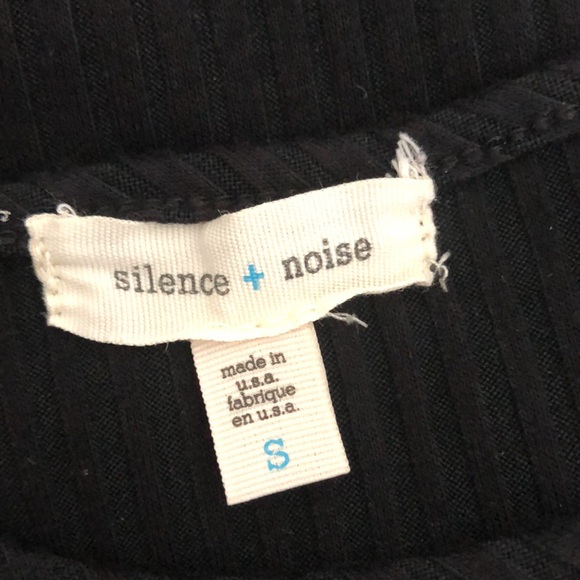 silence + noise
made in
u.s.a.
fabrique
en u.s.a.
S